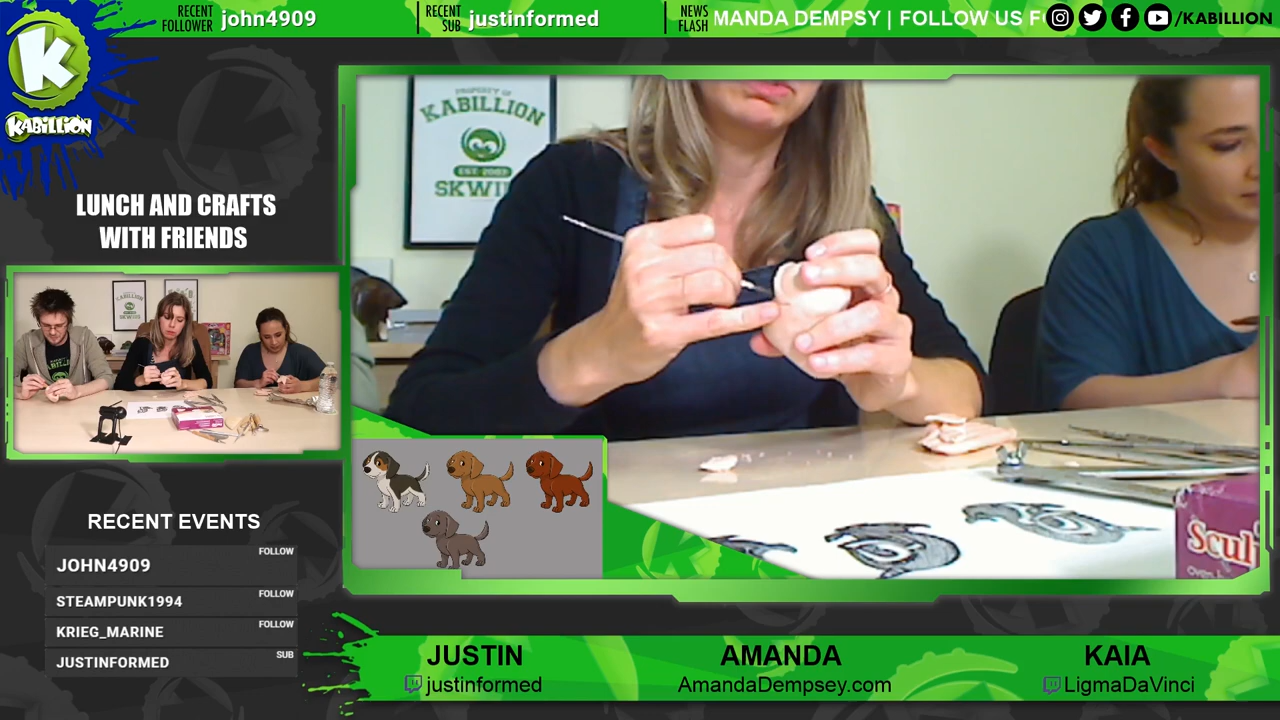 RECENT
FOLLOWER
john4909
RECENT
SUB
justinformed
NEWS
FLASH
MANDA DEMPSY | FOLLOW US F
/KABILLION
K
KABILLION
LUNCH AND CRAFTS
WITH FRIENDS
PROPERTY OF
KABILLION
EST. 2007
SKWI
KABILLION
RECENT EVENTS
JOHN4909
FOLLOW
STEAMPUNK1994
FOLLOW
KRIEG_MARINE
FOLLOW
JUSTINFORMED
SUB
Scul
JUSTIN
justinformed
AMANDA
AmandaDempsey.com
KAIA
LigmaDaVinci